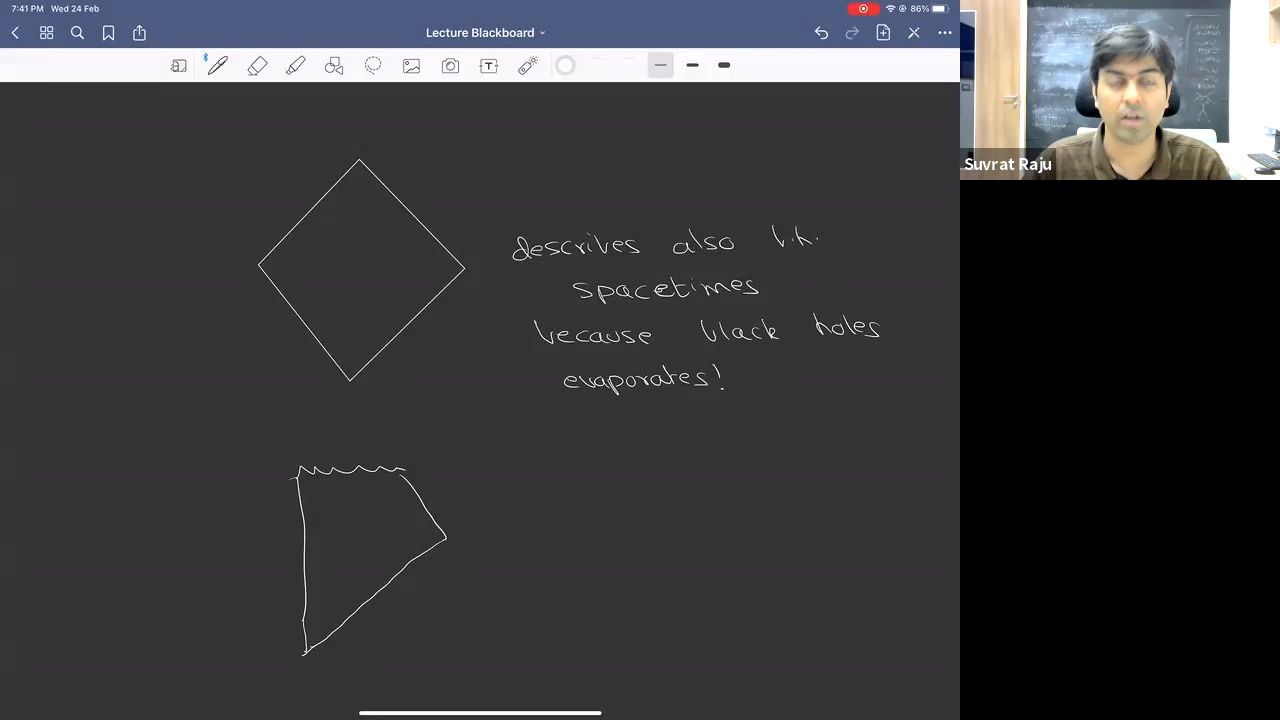 7:41 PM Wed 24 Feb
86%
Lecture Blackboard
T
Suvrat Raju
describes also b.h.
spacetimes
because black holes
evaporates!